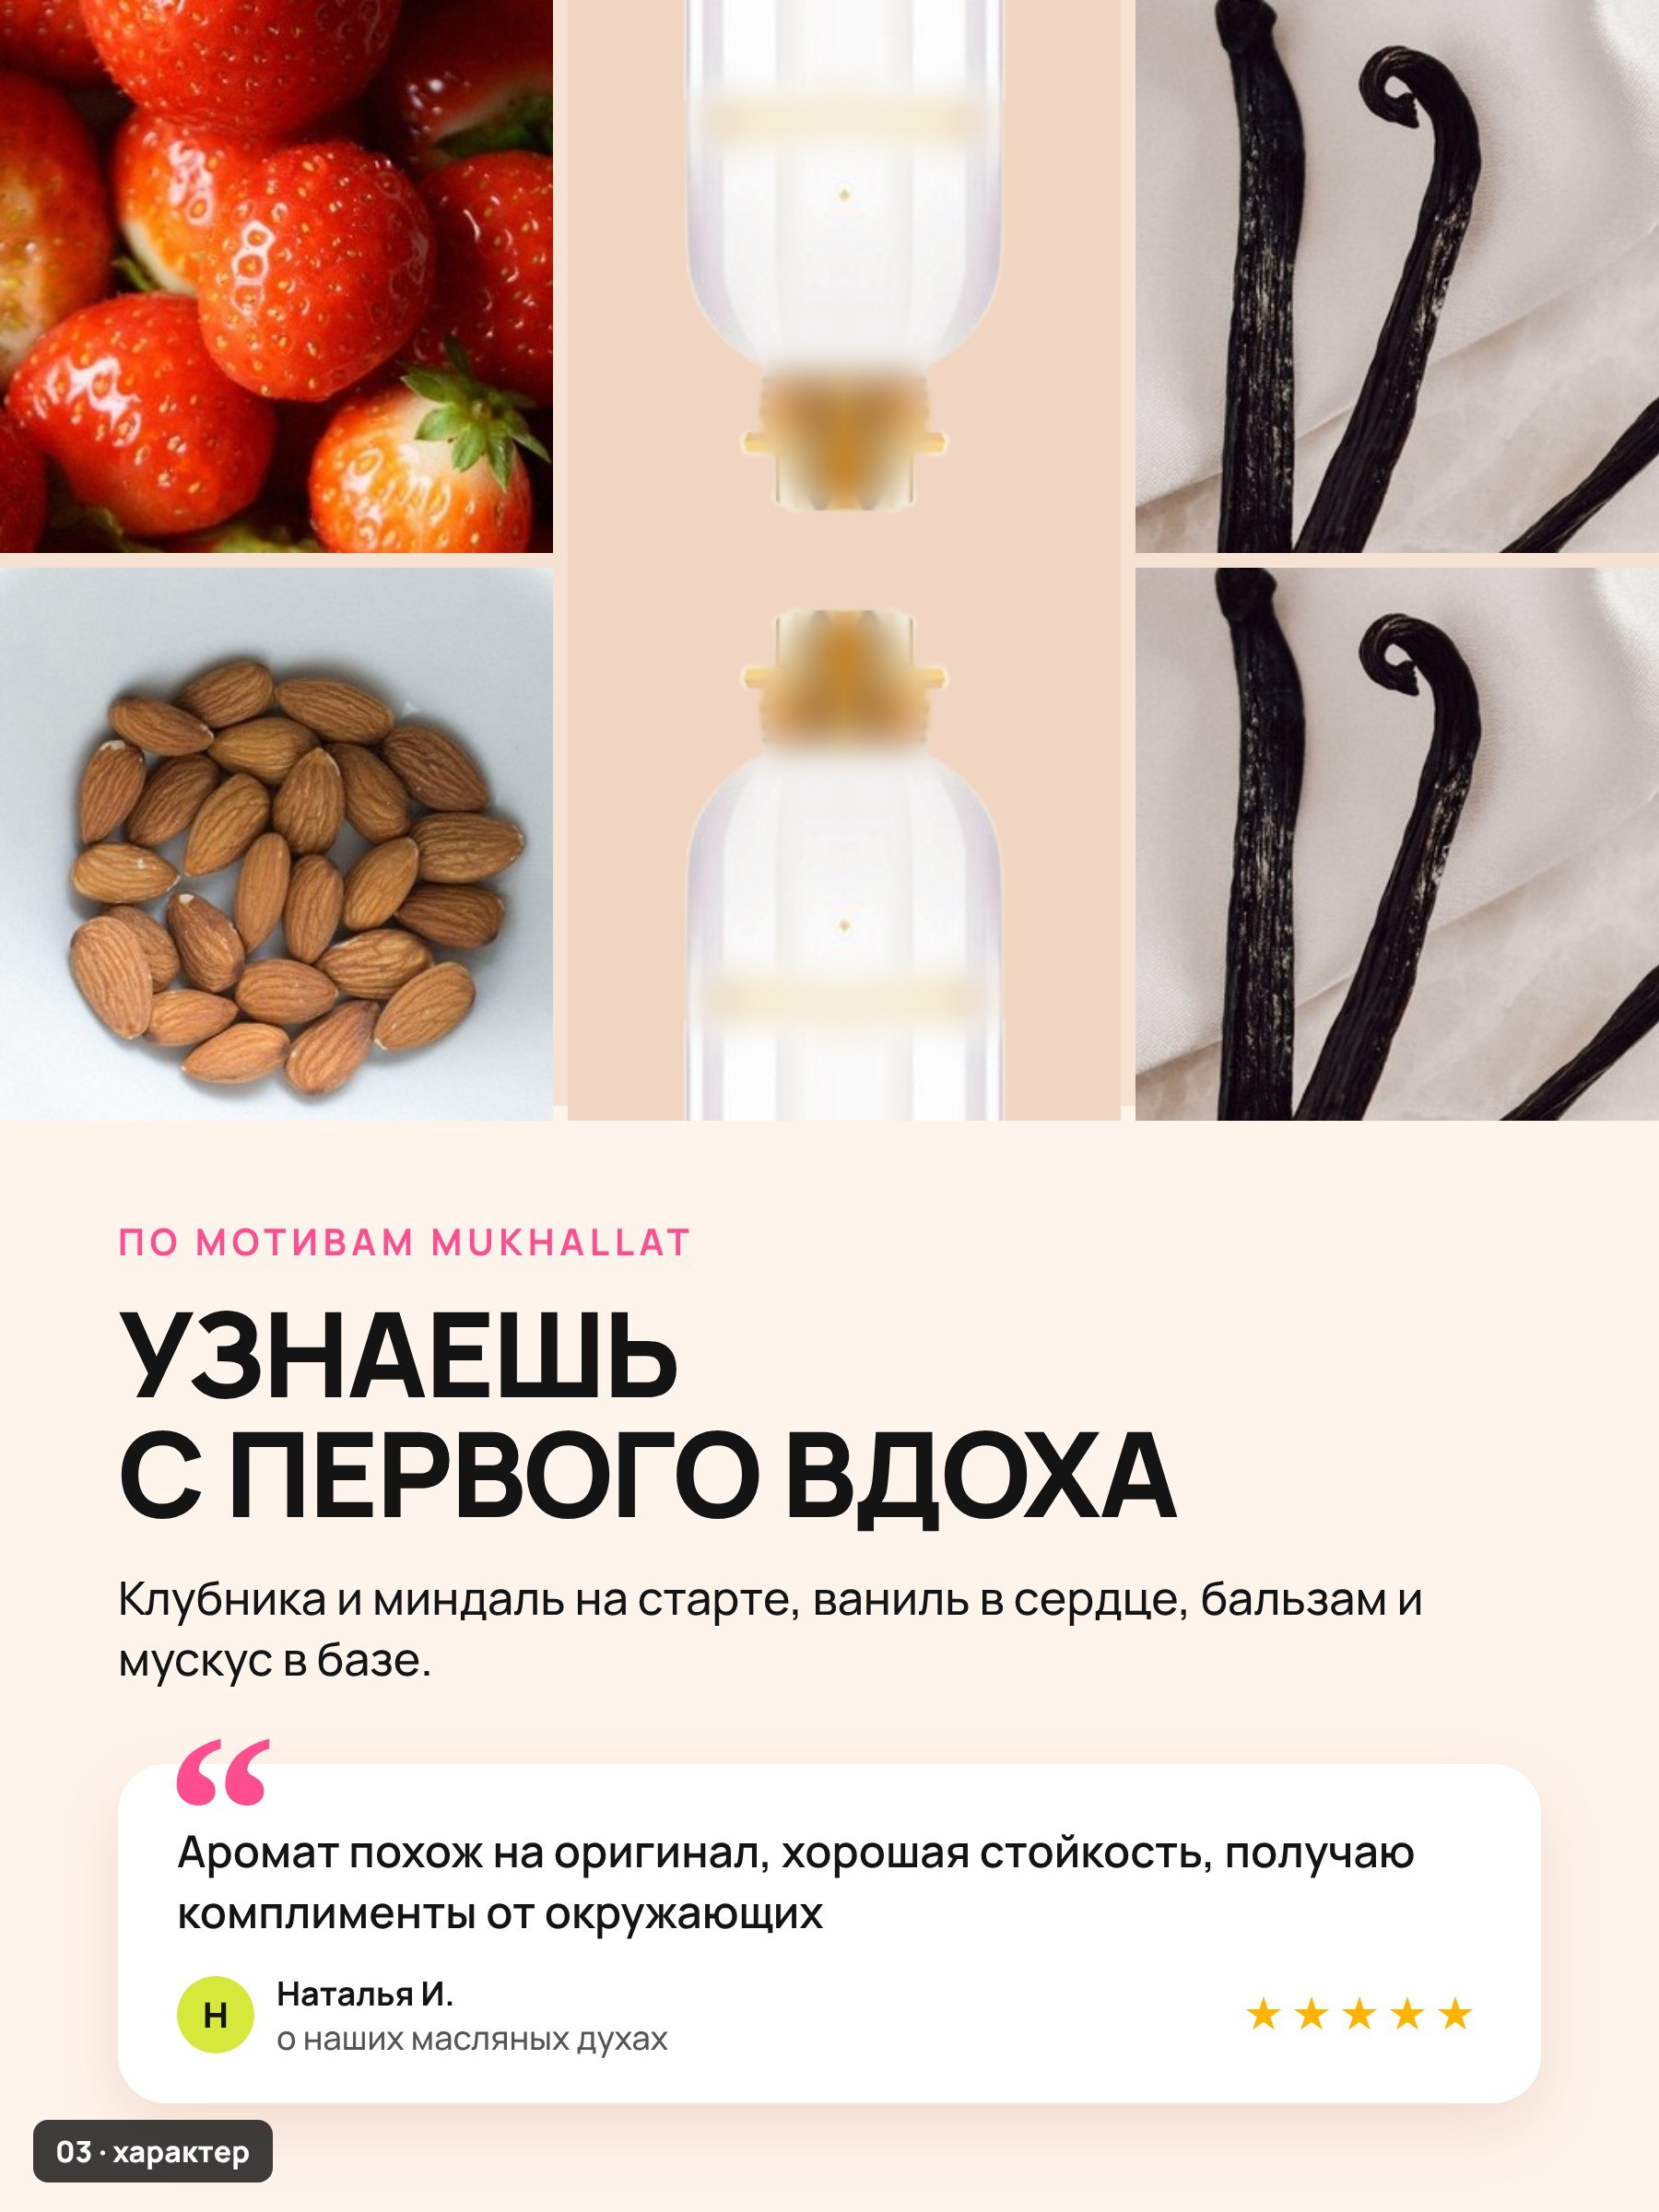 ПО МОТИВАМ MUKHALLAT
УЗНАЕШЬ
С ПЕРВОГО ВДОХА
Клубника и миндаль на старте, ваниль в сердце, бальзам и
мускус в базе.
“
Аромат похож на оригинал, хорошая стойкость, получаю
комплименты от окружающих
Н
Наталья И.
о наших масляных духах
★★★★★
03 · характер